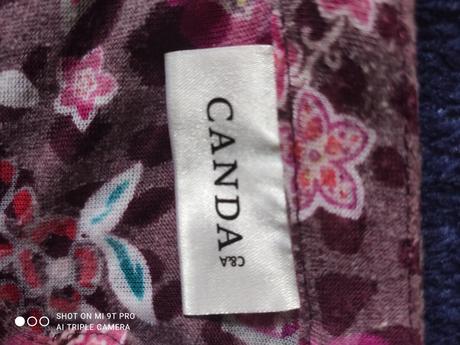 CANDA
C&A
SHOT ON MI 9T PRO
AI TRIPLE CAMERA